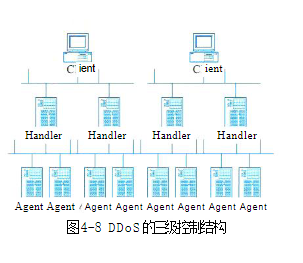 Client Client
Handler Handler Handler Handler
Agent Agent / Agent Agent Agent Agent Agent Agent
图4-8 DDoS的三级控制结构